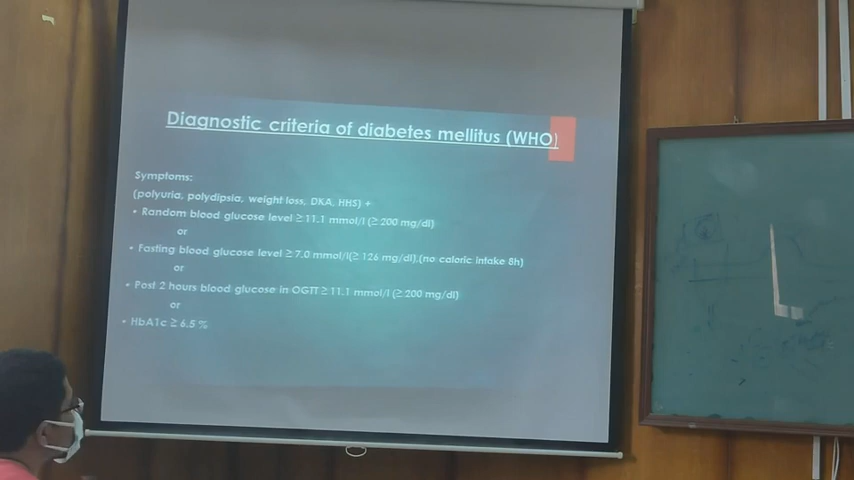 Diagnostic criteria of diabetes mellitus (WHO)
Symptoms:
(polyuria, polydipsia, weight loss, DKA, HHS) +
• Random blood glucose level ≥11.1 mmol/l (≥200 mg/dl)
or
• Fasting blood glucose level ≥7.0 mmol/l(≥ 126 mg/dl),(no caloric intake 8h)
or
• Post 2 hours blood glucose in OGTT ≥11.1 mmol/l (≥200 mg/dl)
or
• HbA1c ≥ 6.5 %